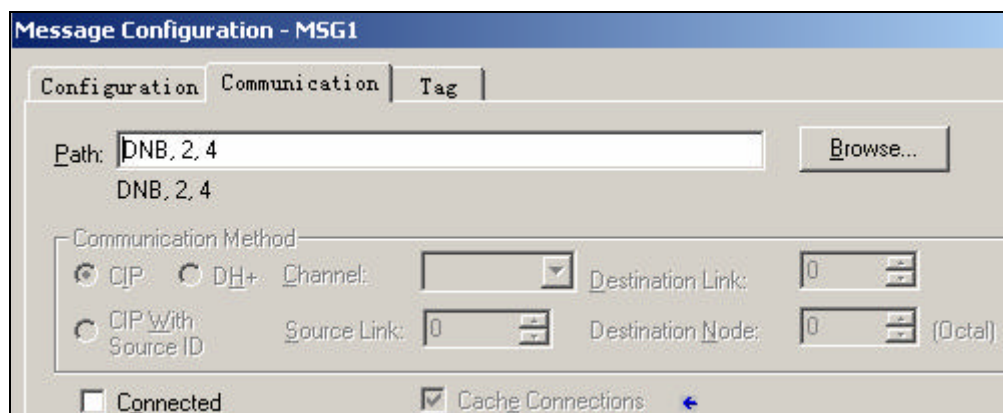 Message Configuration - MSG1
Configuration Communication Tag
Path: DNB, 2, 4 Browse...
DNB, 2, 4
Communication Method
CIP DH+ Channel: Destination Link: 0
CIP With Source ID Source Link: 0 Destination Node: 0 (Octal)
Connected Cache Connections